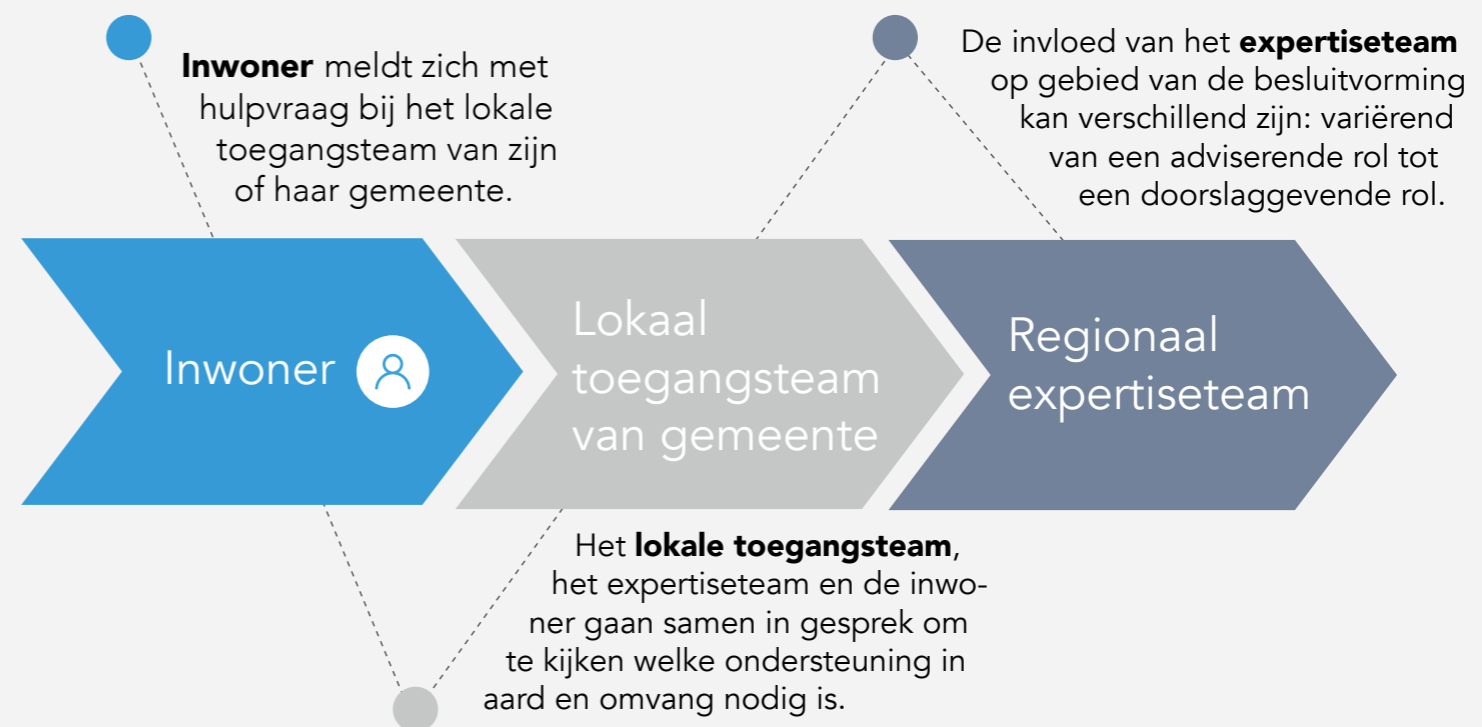 Inwoner meldt zich met
hulpvraag bij het lokale
toegangsteam van zijn
of haar gemeente.
De invloed van het expertiseteam
op gebied van de besluitvorming
kan verschillend zijn: variërend
van een adviserende rol tot
een doorslaggevende rol.
Inwoner
Lokaal
toegangsteam
van gemeente
Regionaal
expertiseteam
Het lokale toegangsteam,
het expertiseteam en de inwo-
ner gaan samen in gesprek om
te kijken welke ondersteuning in
aard en omvang nodig is.